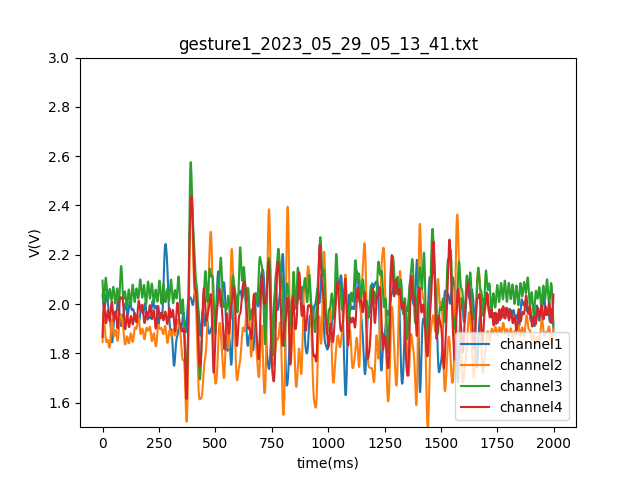 gesture1_2023_05_29_05_13_41.txt
3.0
2.8
2.6
2.4
2.2
2.0
1.8
1.6
V(V)
channel1
channel2
channel3
channel4
0 250 500 750 1000 1250 1500 1750 2000
time(ms)